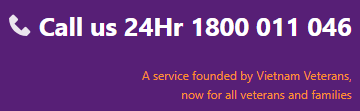 Call us 24Hr 1800 011 046
A service founded by Vietnam Veterans,
now for all veterans and families